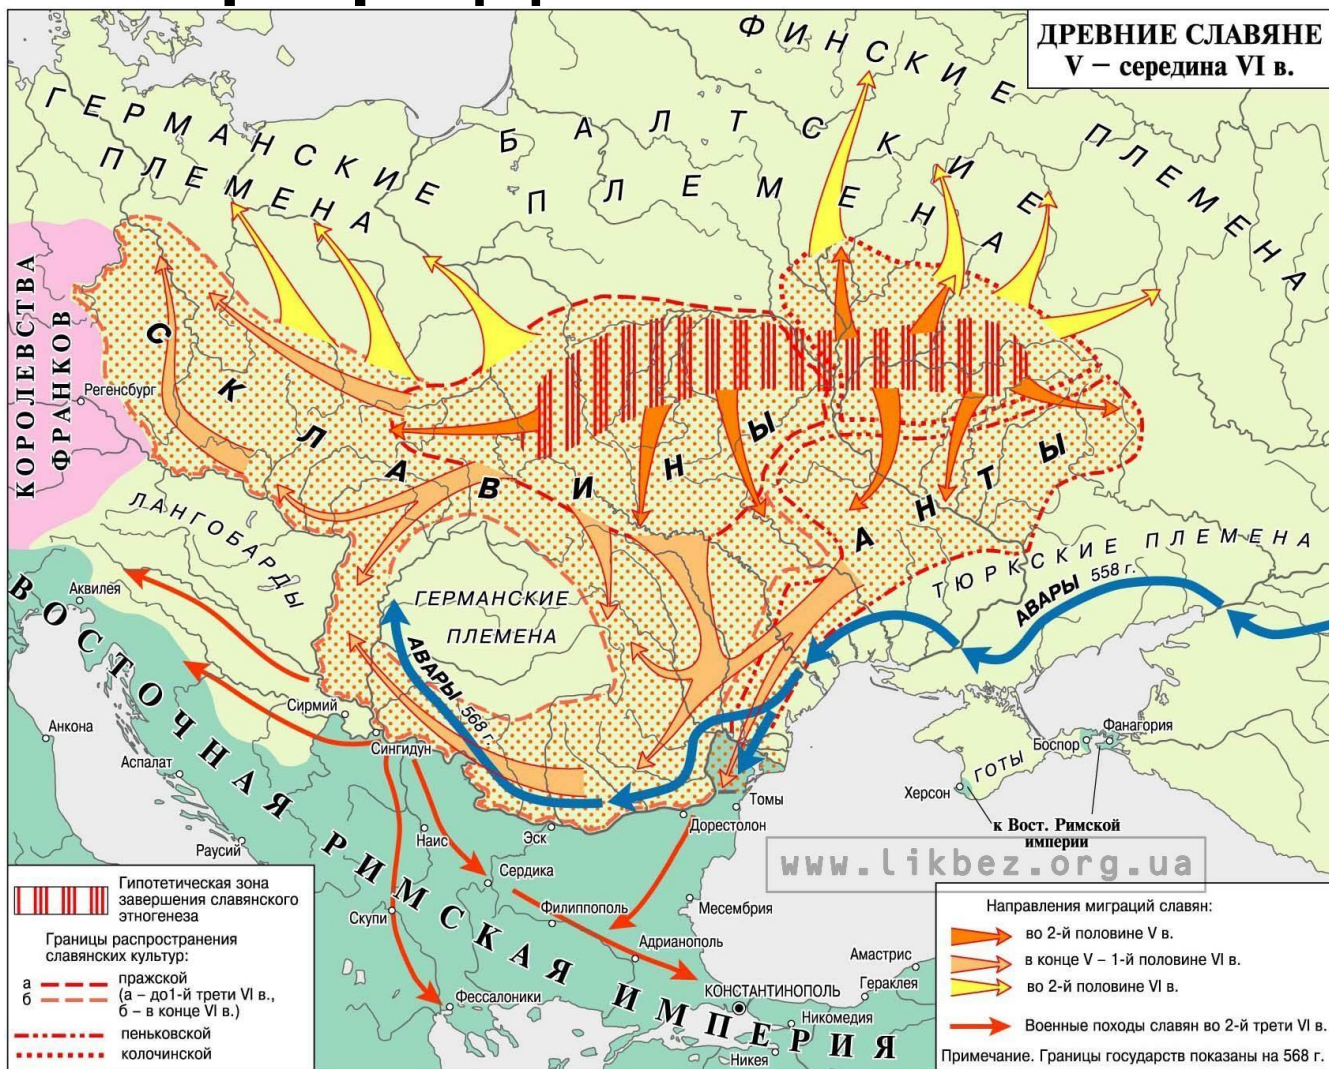 ДРЕВНИЕ СЛАВЯНЕ
V – середина VI в.
ФИНСКИЕ ПЛЕМЕНА
ГЕРМАНСКИЕ
ПЛЕМЕНА
БАЛТСКИЕ
ПЛЕМЕНА
КОРОЛЕВСТВА
ФРАНКОВ
Регенсбург
СКЛАВИНЫ
АНТЫ
ЛАНГОБАРДЫ
ГЕРМАНСКИЕ
ПЛЕМЕНА
ТЮРКСКИЕ ПЛЕМЕНА
АВАРЫ 558 г.
АВАРЫ 568 г.
ВОСТОЧНАЯ РИМСКАЯ ИМПЕРИЯ
Аквилея
Анкона
Сирмий
Сингидун
Аспалат
Раусий
Наис
Эск
Дорестолон
Томы
Сердика
Скупи
Филиппополь
Месембрия
Адрианополь
Фессалоники
КОНСТАНТИНОПОЛЬ
Никомедия
Никея
Амастрис
Гераклея
Херсон
ГОТЫ
Боспор
Фанагория
к Вост. Римской
империи
www.likbez.org.ua
Гипотетическая зона
завершения славянского
этногенеза
Границы распространения
славянских культур:
а пражской
б (а – до1-й трети VI в.,
б – в конце VI в.)
пеньковской
колочинской
Направления миграций славян:
во 2-й половине V в.
в конце V – 1-й половине VI в.
во 2-й половине VI в.
Военные походы славян во 2-й трети VI в.
Примечание. Границы государств показаны на 568 г.